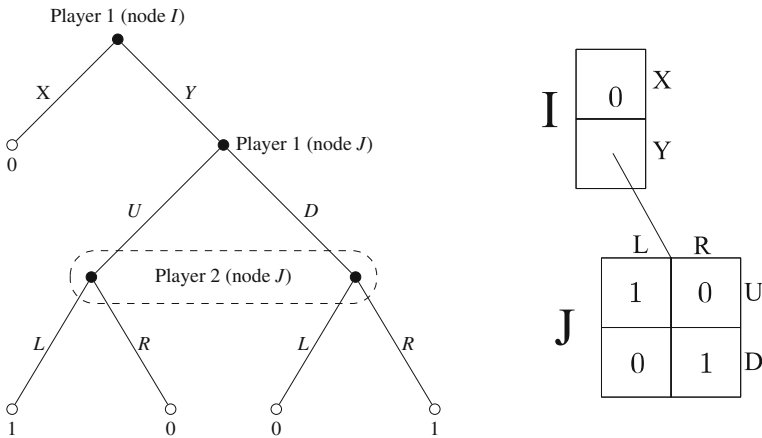 Player 1 (node I)
X
Y
0
Player 1 (node J)
U
D
Player 2 (node J)
L
R
L
R
1
0
0
1
I
0
X
Y
L
R
J
1
0
U
0
1
D